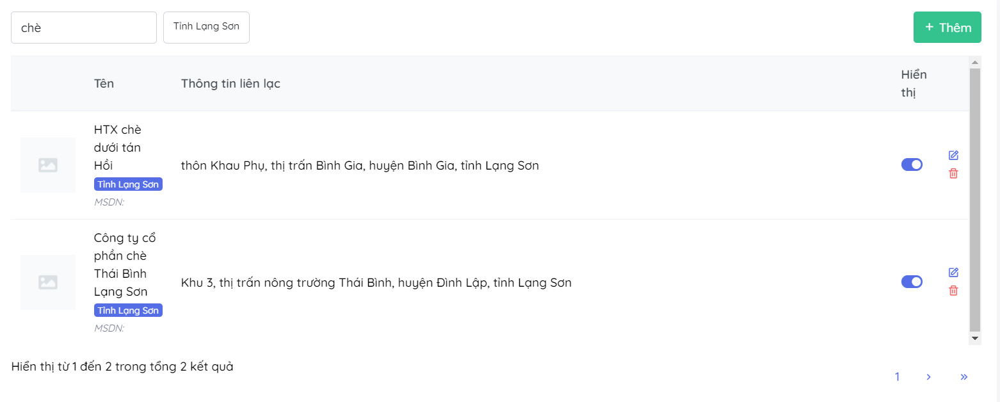 chè
Tỉnh Lạng Sơn
+ Thêm
Tên
Thông tin liên lạc
Hiển
thị
HTX chè
dưới tán
Hồi
Tỉnh Lạng Sơn
MSDN:
thôn Khau Phụ, thị trấn Bình Gia, huyện Bình Gia, tỉnh Lạng Sơn
Công ty cổ
phần chè
Thái Bình
Lạng Sơn
Tỉnh Lạng Sơn
MSDN:
Khu 3, thị trấn nông trường Thái Bình, huyện Đình Lập, tỉnh Lạng Sơn
Hiển thị từ 1 đến 2 trong tổng 2 kết quả
1 › »